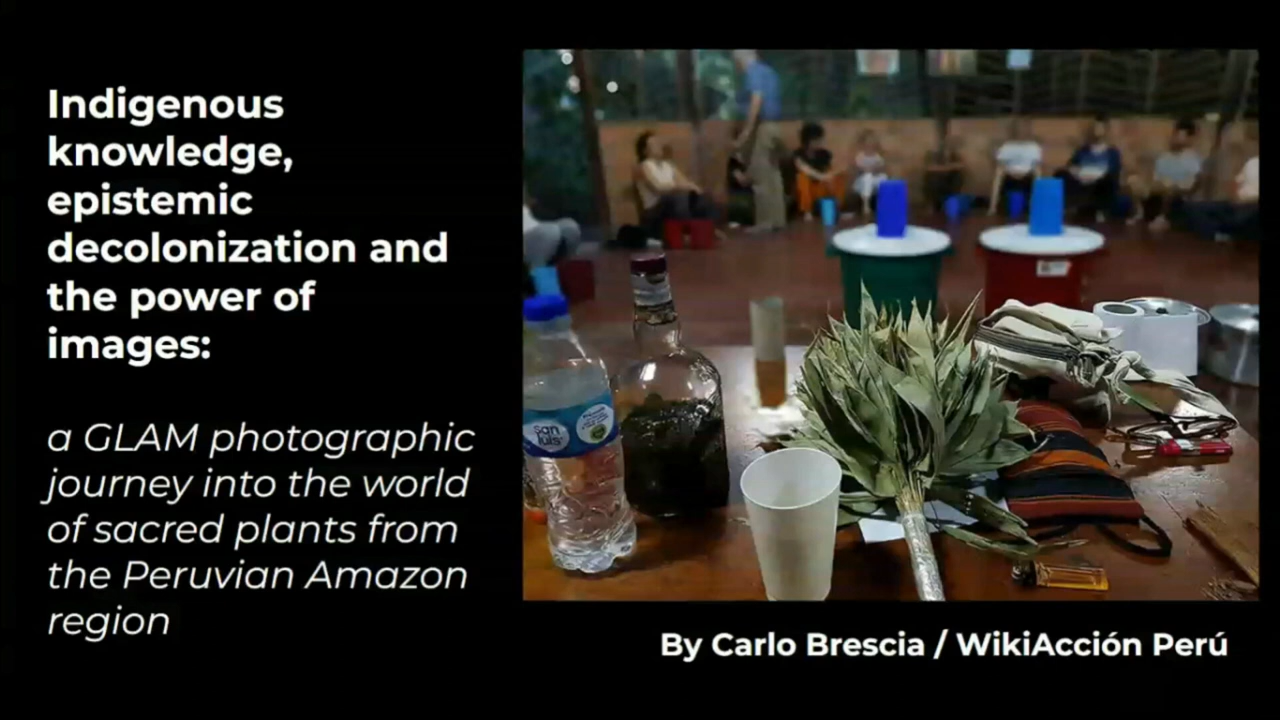 Indigenous
knowledge,
epistemic
decolonization and
the power of
images:
a GLAM photographic
journey into the world
of sacred plants from
the Peruvian Amazon
region
san
luis
By Carlo Brescia / WikiAcción Perú